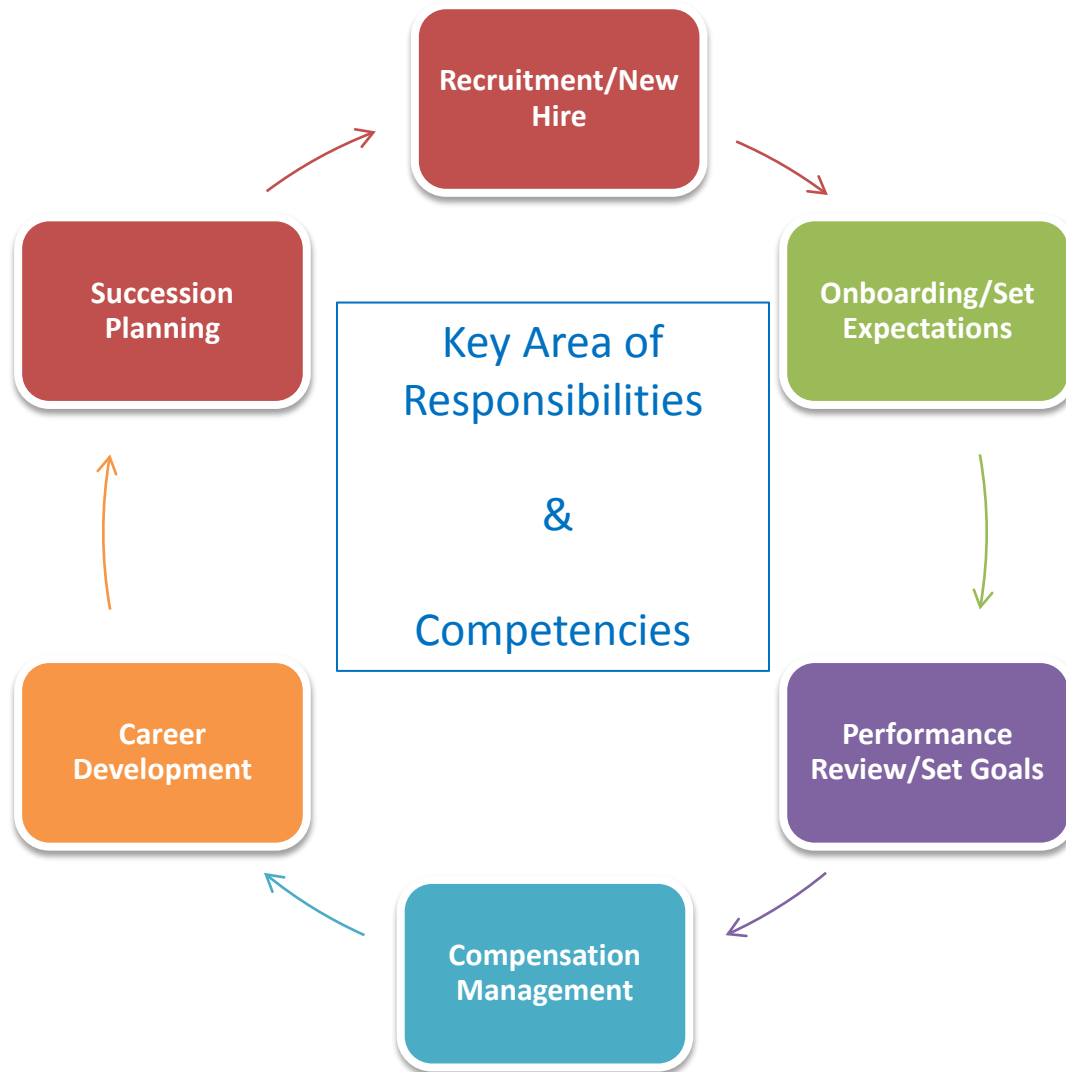 Recruitment/New
Hire
Onboarding/Set
Expectations
Performance
Review/Set Goals
Compensation
Management
Career
Development
Succession
Planning
Key Area of
Responsibilities
&
Competencies